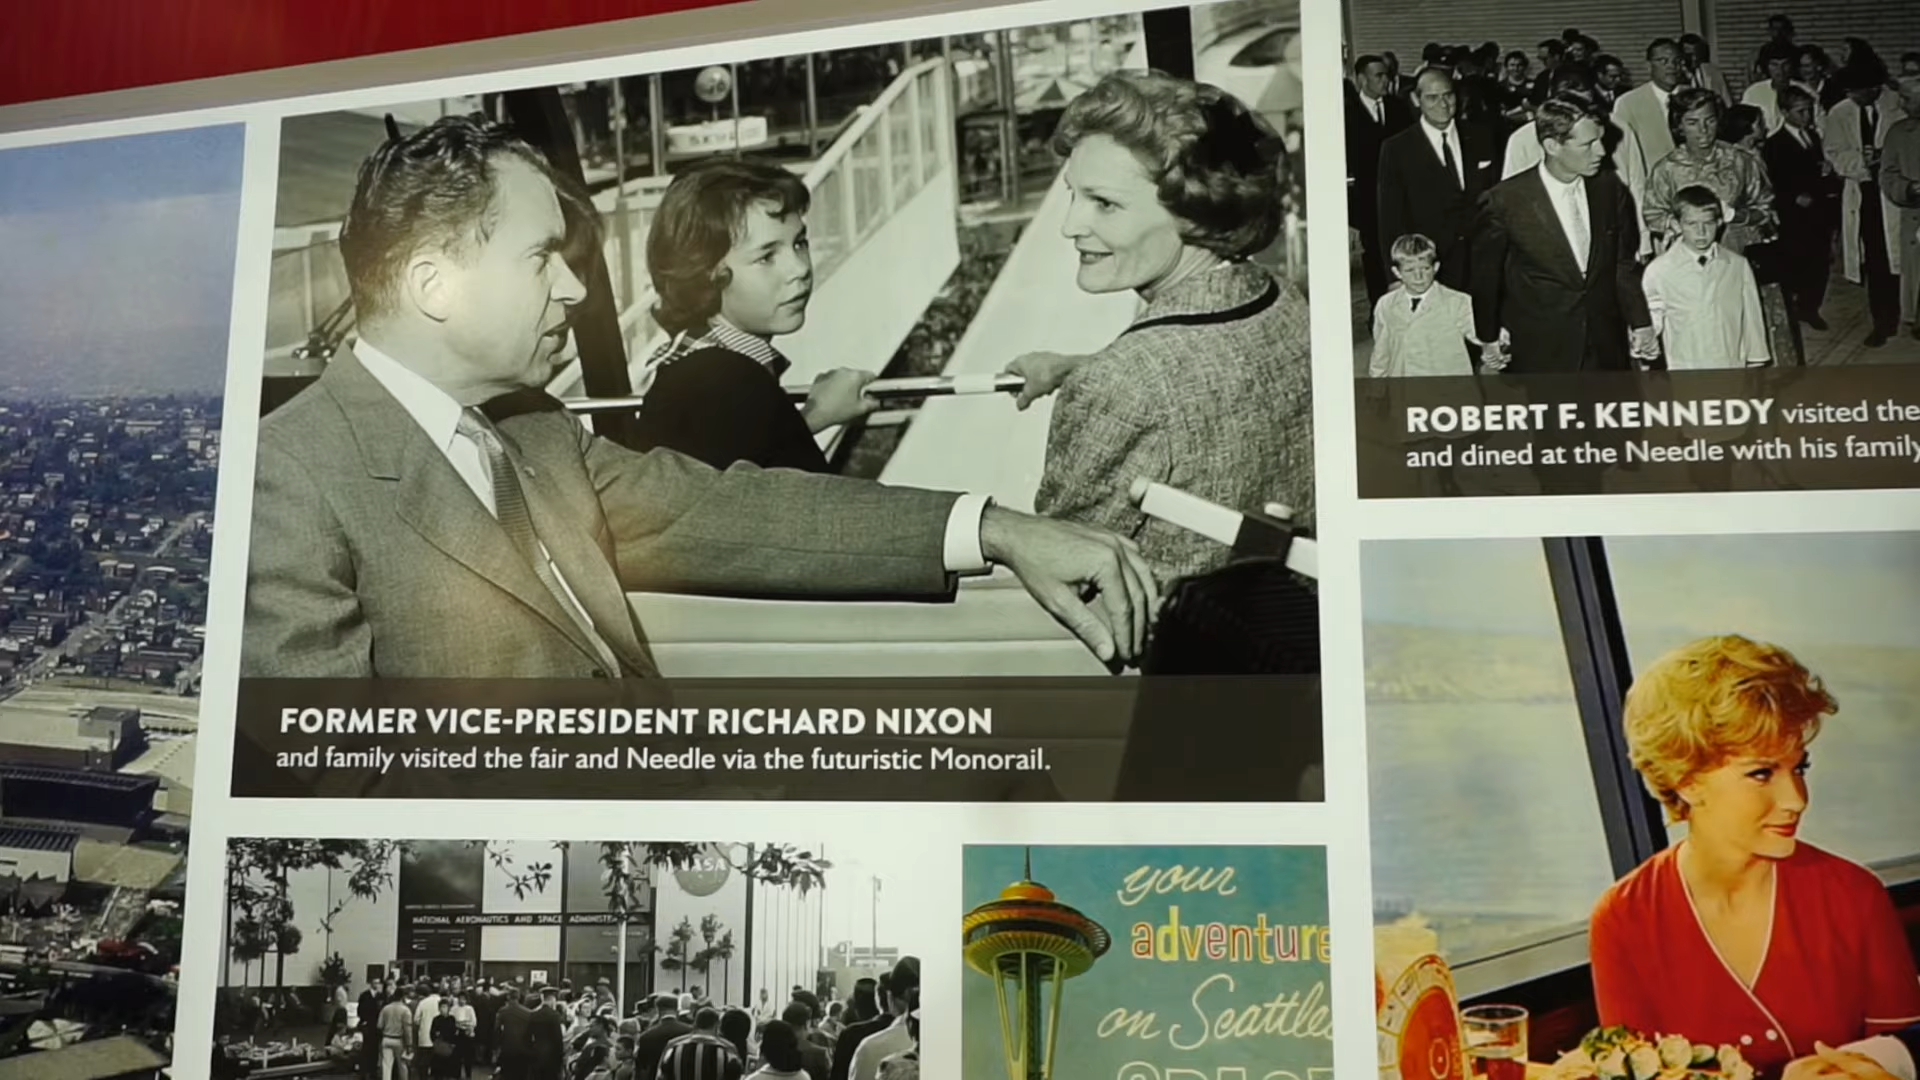 FORMER VICE-PRESIDENT RICHARD NIXON
and family visited the fair and Needle via the futuristic Monorail.
ROBERT F. KENNEDY visited the
and dined at the Needle with his family
NASA
NATIONAL AERONAUTICS AND SPACE
your
adventure
on Seattle